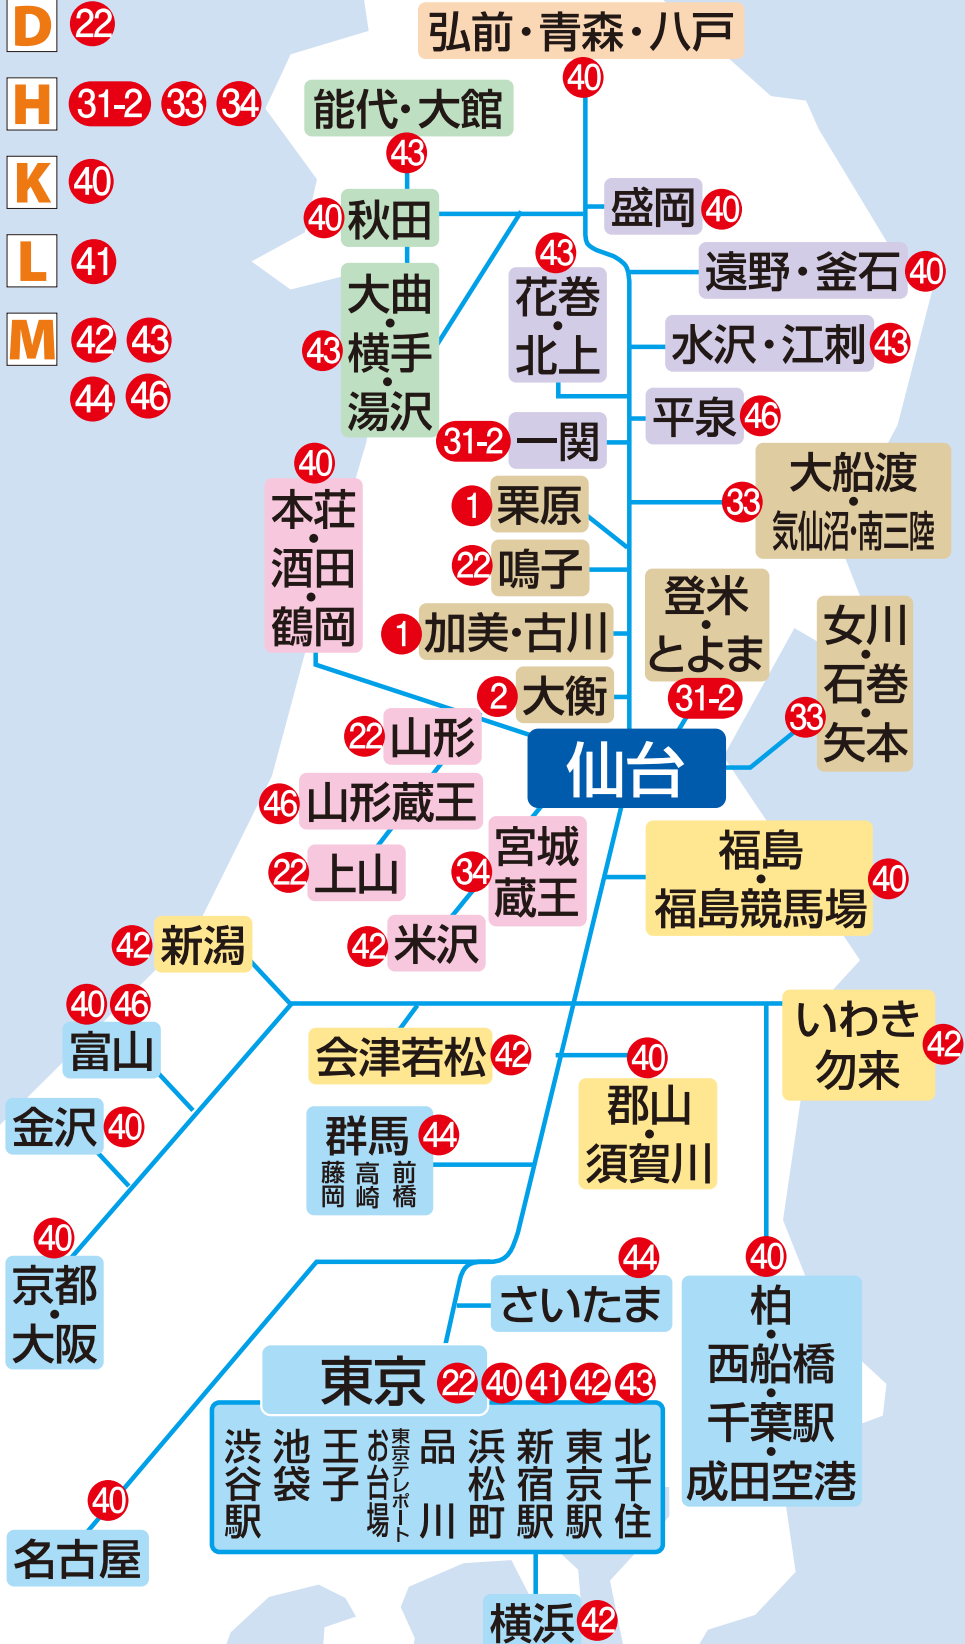 D 22
H 31-2 33 34
K 40
L 41
M 42 43
44 46
弘前・青森・八戸
40
能代・大館
43
40 秋田
盛岡 40
43
花巻
・
北上
遠野・釜石 40
大曲
・
43 横手
・
湯沢
水沢・江刺 43
平泉 46
31-2 一関
40
本荘
・
酒田
・
鶴岡
1 栗原
33
大船渡
・
気仙沼・南三陸
22 鳴子
登米
・
とよま
31-2
1 加美・古川
女川
・
石巻
・
矢本
33
2 大衡
22 山形
仙台
46 山形蔵王
22 上山
34
宮城
蔵王
福島
・
福島競馬場
40
42 米沢
42 新潟
40 46
富山
会津若松 42
いわき
勿来
42
40
郡山
・
須賀川
金沢 40
群馬 44
藤岡
高崎
前橋
40
京都
・
大阪
44
さいたま
40
柏
・
西船橋
・
千葉駅
・
成田空港
東京 22 40 41 42 43
渋谷駅
池袋
王子
お台場
東京テレポート
品川
浜松町
新宿駅
東京駅
北千住
40
名古屋
横浜 42